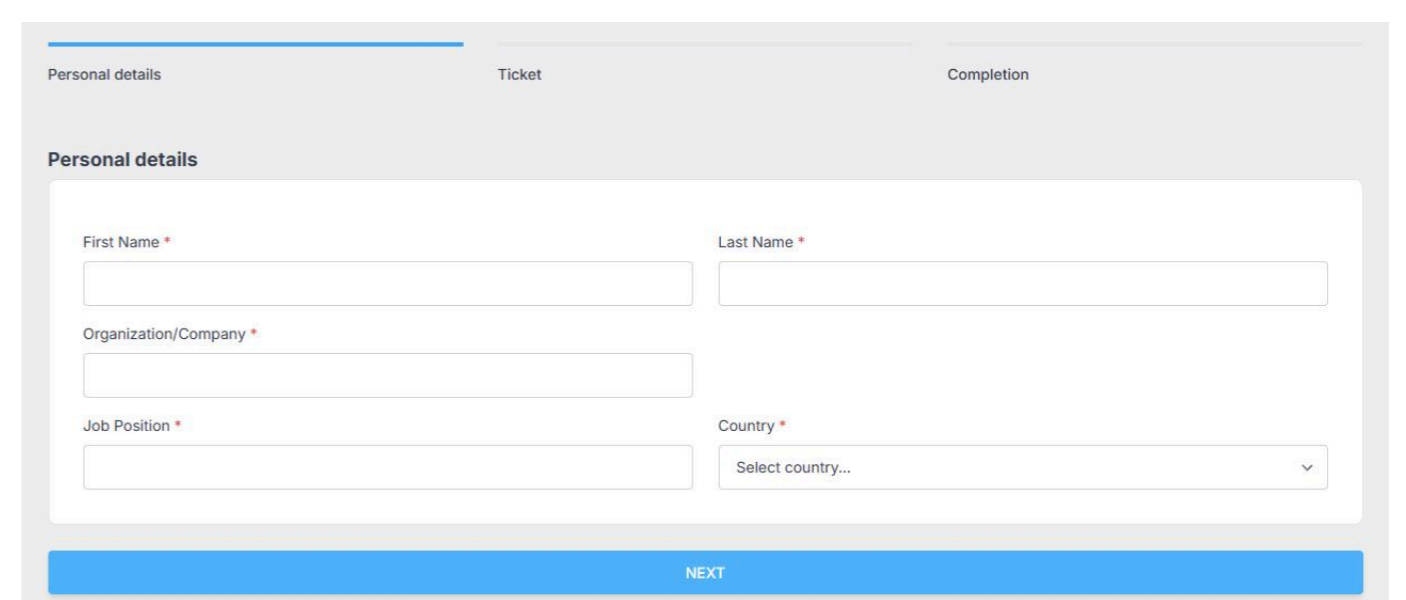 Personal details Ticket Completion
Personal details
First Name * Last Name *
Organization/Company *
Job Position * Country *
Select country...
NEXT